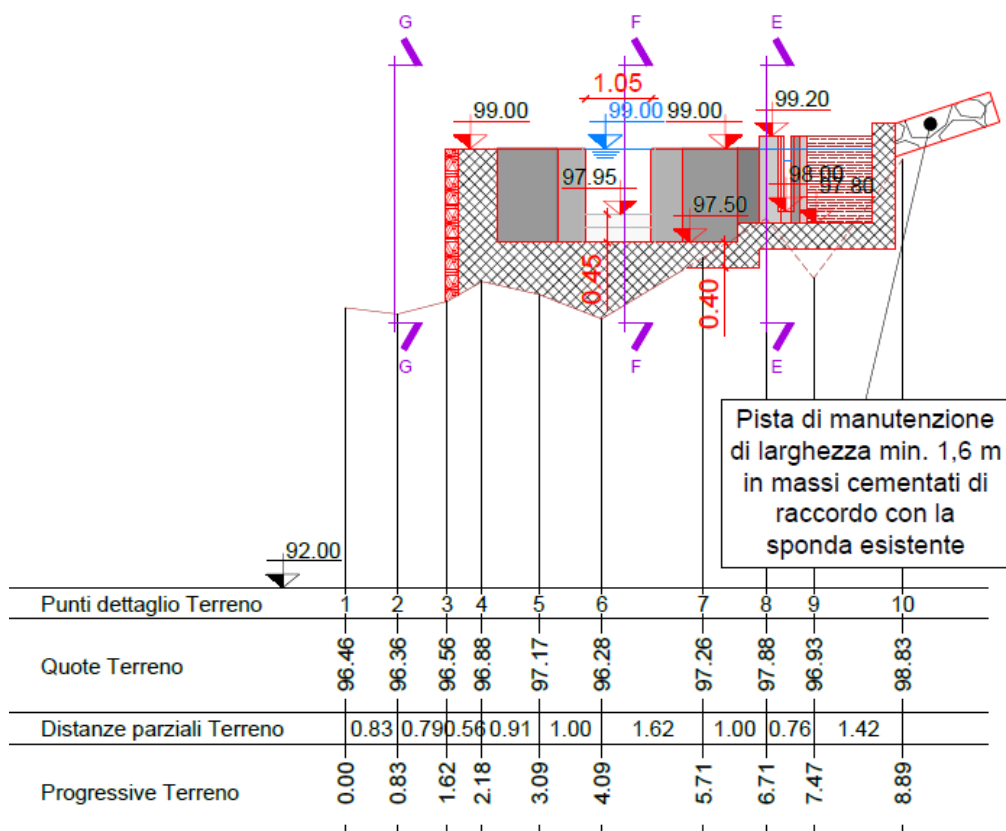 G F E
1.05
99.00 99.00 99.00 99.20
97.95 98.00
97.80
97.50
0.45 0.40
G F E
Pista di manutenzione
di larghezza min. 1,6 m
in massi cementati di
raccordo con la
sponda esistente
92.00
Punti dettaglio Terreno 1 2 3 4 5 6 7 8 9 10
Quote Terreno 96.46 96.36 96.56 96.88 97.17 96.28 97.26 97.88 96.93 98.83
Distanze parziali Terreno 0.83 0.79 0.56 0.91 1.00 1.62 1.00 0.76 1.42
Progressive Terreno 0.00 0.83 1.62 2.18 3.09 4.09 5.71 6.71 7.47 8.89